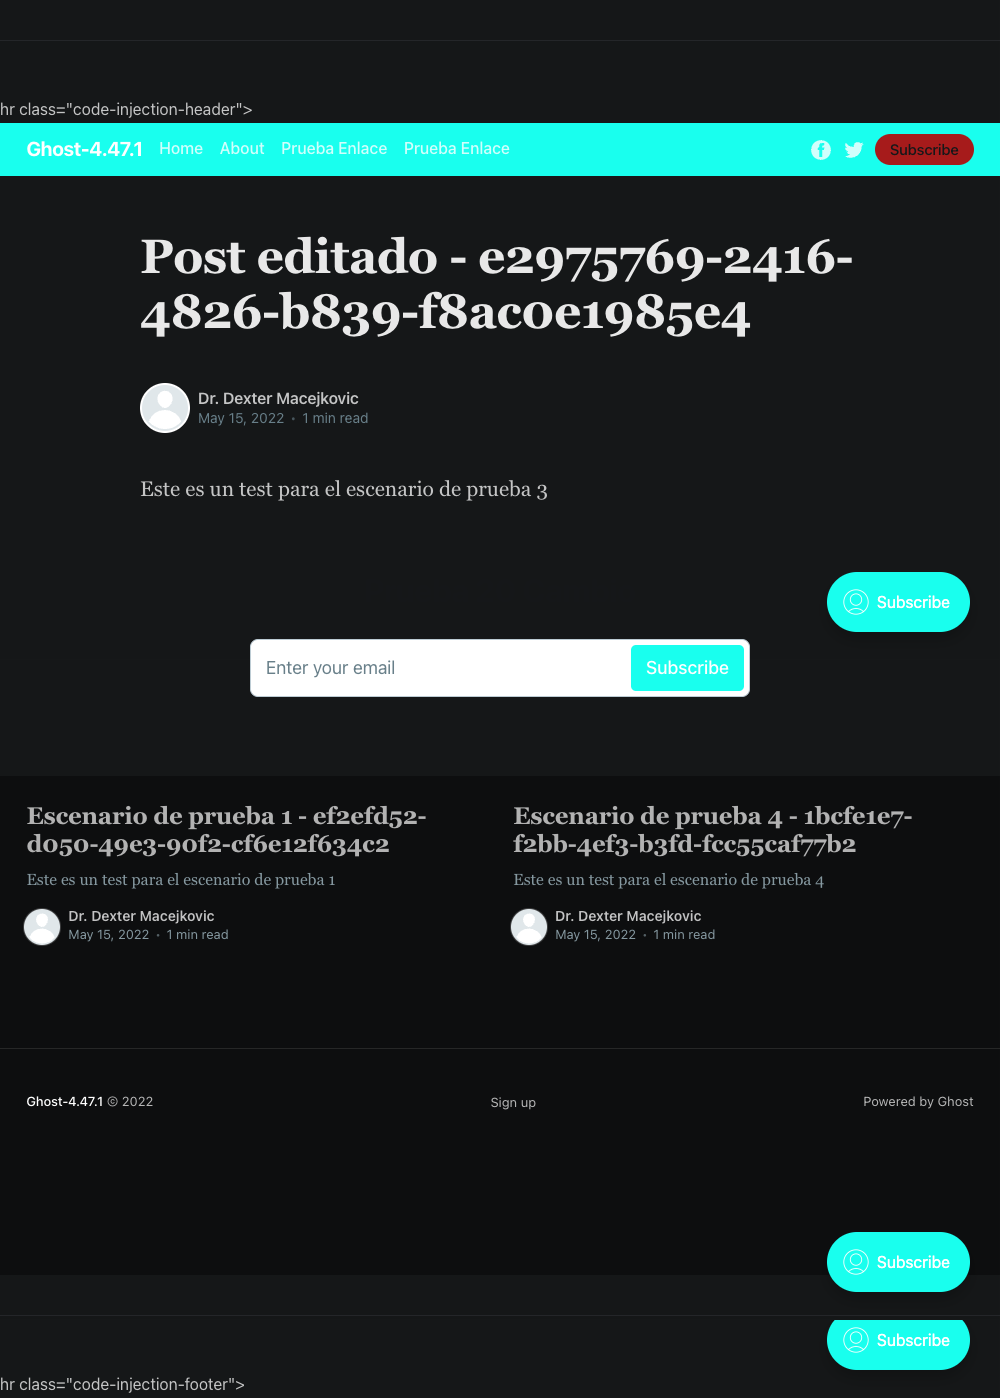 hr class="code-injection-header">
Ghost-4.47.1 Home About Prueba Enlace Prueba Enlace Subscribe
Post editado - e2975769-2416-
4826-b839-f8ac0e1985e4
Dr. Dexter Macejkovic
May 15, 2022 • 1 min read
Este es un test para el escenario de prueba 3
Subscribe
Enter your email Subscribe
Escenario de prueba 1 - ef2efd52-
d050-49e3-90f2-cf6e12f634c2
Este es un test para el escenario de prueba 1
Dr. Dexter Macejkovic
May 15, 2022 • 1 min read
Escenario de prueba 4 - 1bcfe1e7-
f2bb-4ef3-b3fd-fcc55caf77b2
Este es un test para el escenario de prueba 4
Dr. Dexter Macejkovic
May 15, 2022 • 1 min read
Ghost-4.47.1 © 2022 Sign up Powered by Ghost
Subscribe
Subscribe
hr class="code-injection-footer">